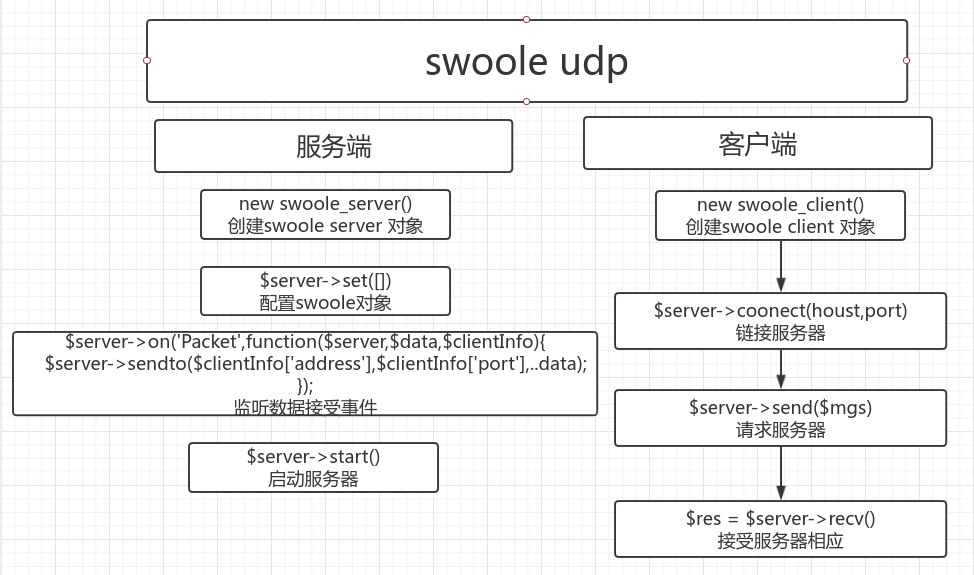 swoole udp
服务端
new swoole_server()
创建swoole server 对象
$server->set([])
配置swoole对象
$server->on('Packet',function($server,$data,$clientInfo){
$server->sendto($clientInfo['address'],$clientInfo['port'],..data);
});
监听数据接受事件
$server->start()
启动服务器
客户端
new swoole_client()
创建swoole client 对象
$server->coonect(houst,port)
链接服务器
$server->send($mgs)
请求服务器
$res = $server->recv()
接受服务器相应